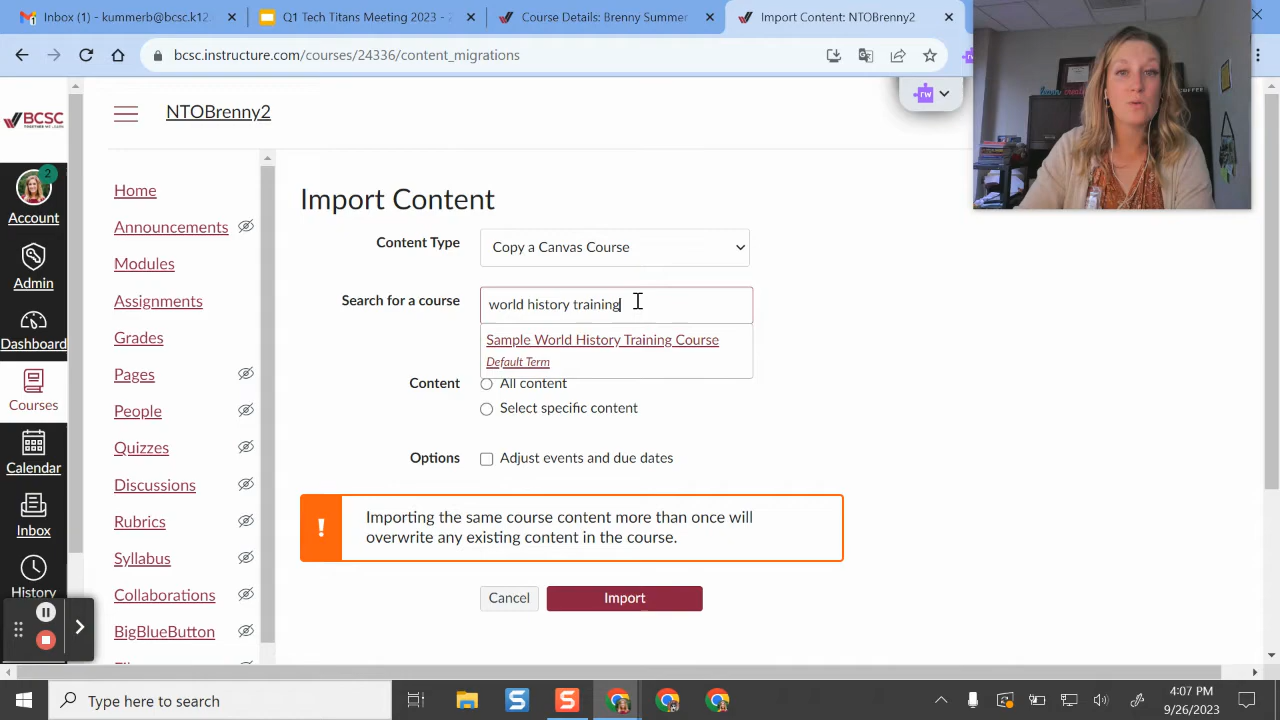 Inbox (6)
Q1 Titans Meeting 2023 - 2
Course Details: Brenny Summer
Import Content: NTOBrenny2
bcsc.instructure.com/courses/24336/content_migrations
BCSC
NTOBrenny2
rw
2
Account
Admin
Dashboard
Courses
Calendar
Inbox
History
Home
Announcements
Modules
Assignments
Grades
Pages
People
Quizzes
Discussions
Rubrics
Syllabus
Collaborations
BigBlueButton
Import Content
Content Type
Copy a Canvas Course
Search for a course
world history training
Sample World History Training Course
Default Term
Content
All content
Select specific content
Options
Adjust events and due dates
!
Importing the same course content more than once will
overwrite any existing content in the course.
Cancel
Import
Type here to search
4:07 PM
9/26/2023